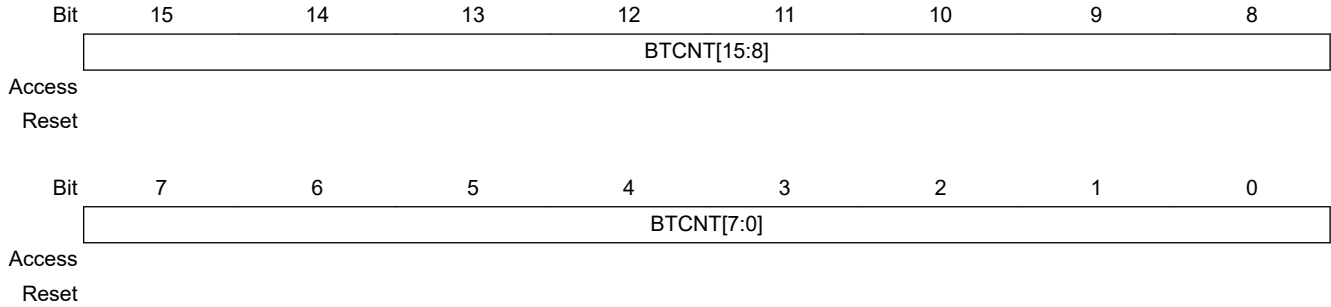 Bit 15 14 13 12 11 10 9 8
BTCNT[15:8]
Access
Reset
Bit 7 6 5 4 3 2 1 0
BTCNT[7:0]
Access
Reset